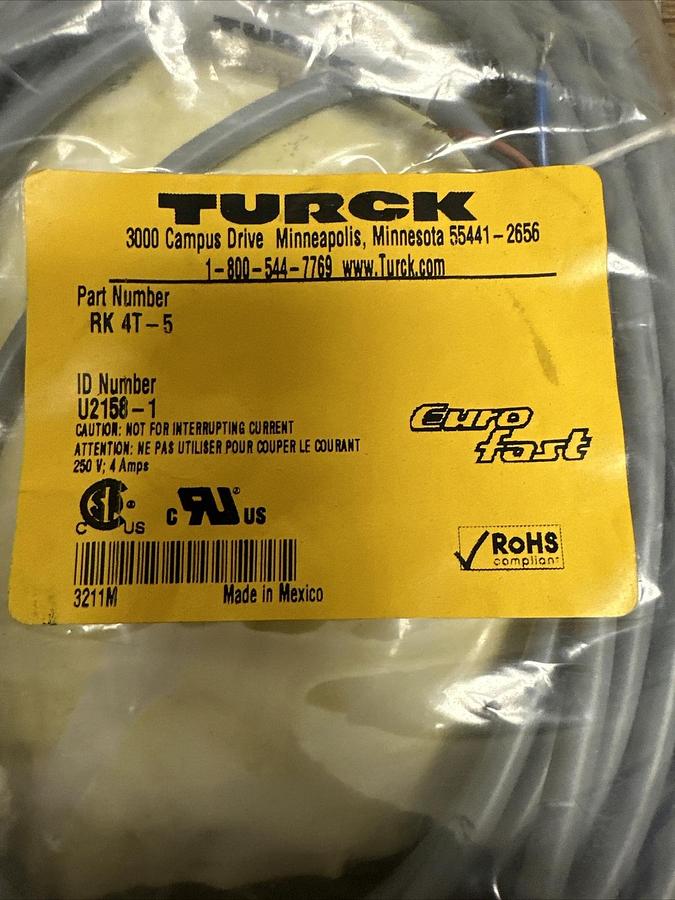 TURCK
TURCK
3000 Campus Drive Minneapolis, Minnesota 55441-2656
1-800-544-7769 www.Turck.com
Part Number
RK 4T-5
ID Number
U2158-1
CAUTION: NOT FOR INTERRUPTING CURRENT
ATTENTION: NE PAS UTILISER POUR COUPER LE COURANT
250 V; 4 Amps
Euro
fast
C US
C RU ® US
RoHS
compliant
3211M
Made in Mexico